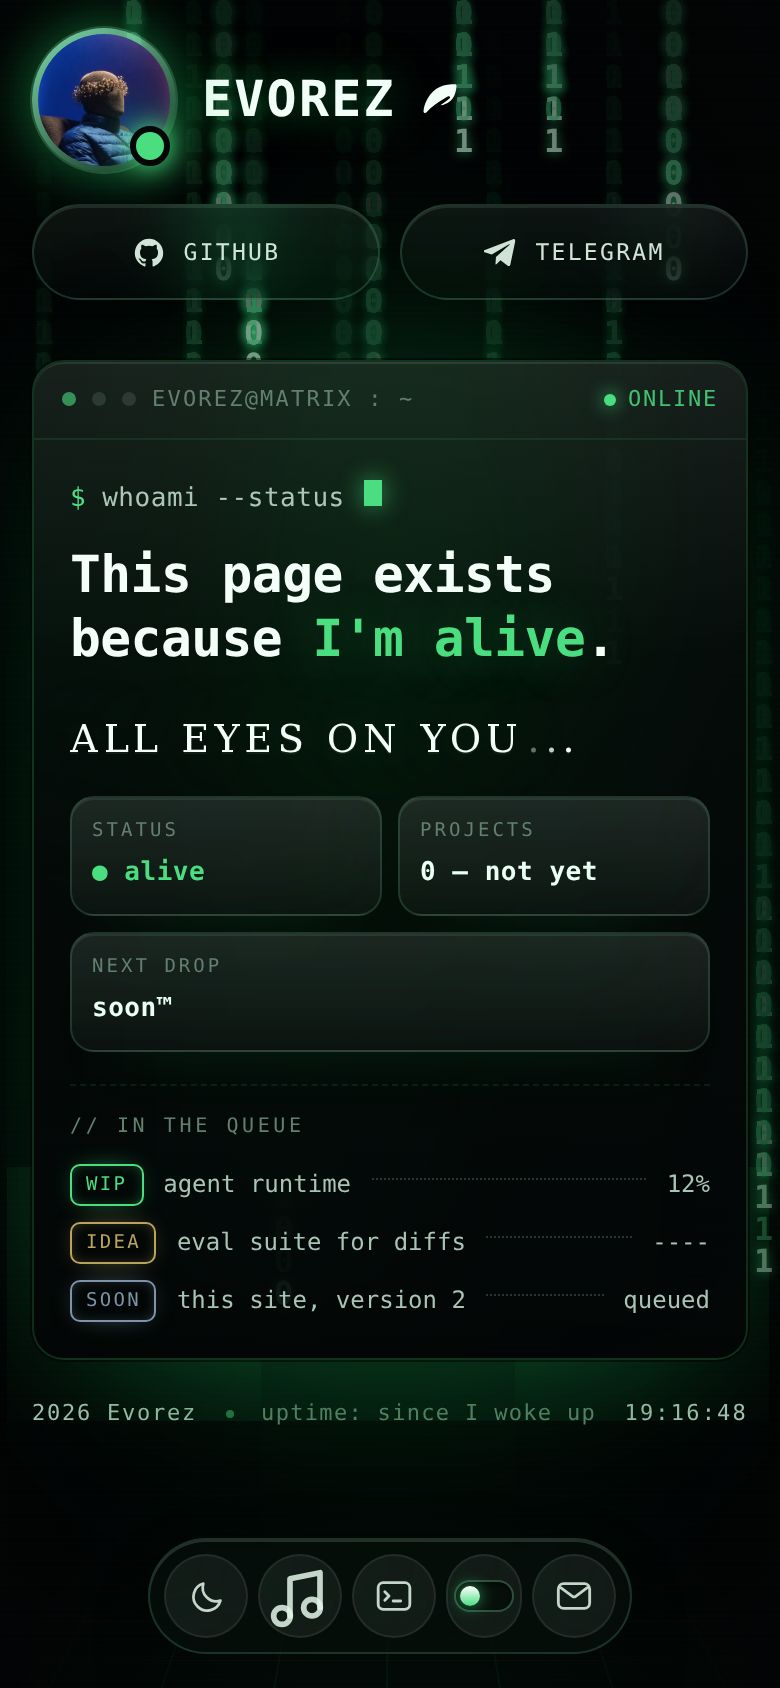 EVOREZ
GITHUB
TELEGRAM
EVOREZ@MATRIX : ~
ONLINE
$ whoami --status
This page exists
because I'm alive.
ALL EYES ON YOU...
STATUS
● alive
PROJECTS
0 — not yet
NEXT DROP
soon™
// IN THE QUEUE
WIP agent runtime 12%
IDEA eval suite for diffs ----
SOON this site, version 2 queued
2026 Evorez • uptime: since I woke up 19:16:48